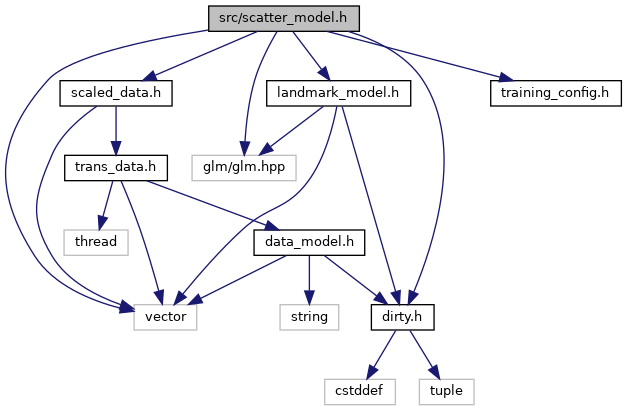 src/scatter_model.h
scaled_data.h
landmark_model.h
training_config.h
trans_data.h
glm/glm.hpp
thread
data_model.h
vector
string
dirty.h
cstddef
tuple